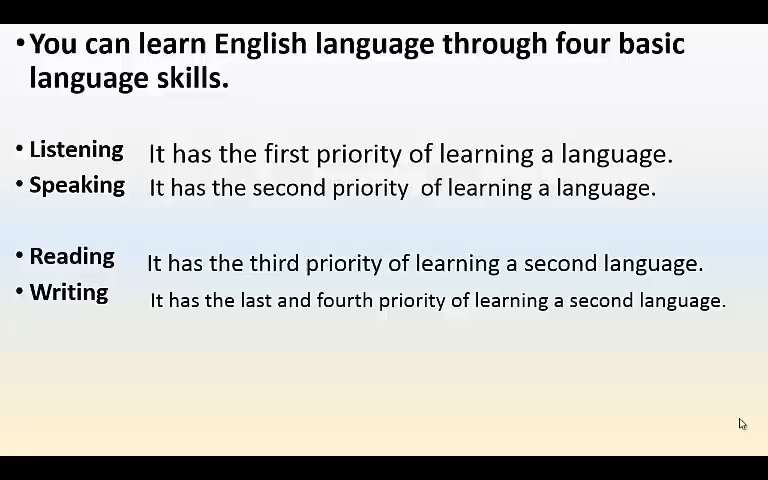 • You can learn English language through four basic
language skills.
• Listening It has the first priority of learning a language.
• Speaking It has the second priority of learning a language.
• Reading It has the third priority of learning a second language.
• Writing It has the last and fourth priority of learning a second language.